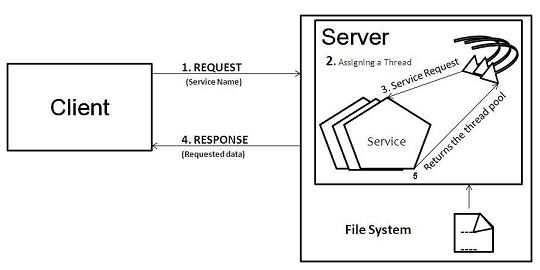 Client
1. REQUEST
(Service Name)
4. RESPONSE
(Requested data)
Server
2. Assigning a Thread
3. Service Request
Service
5
Returns the thread pool
File System